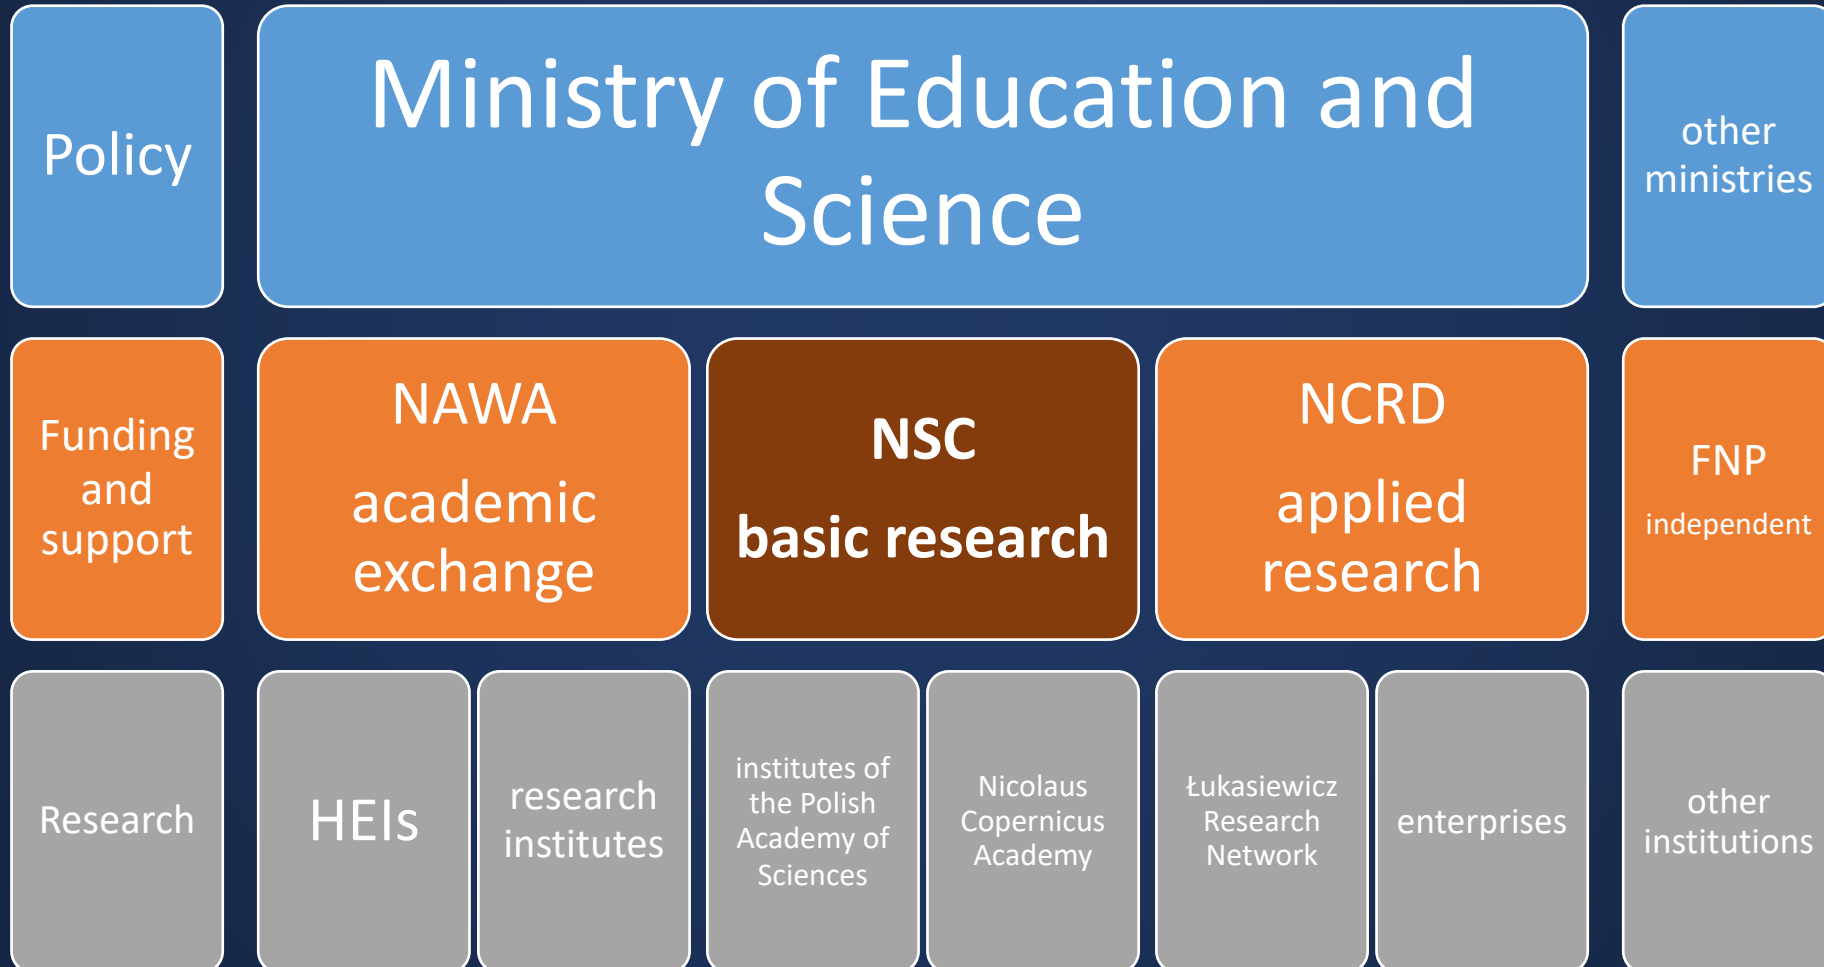 Policy
Ministry of Education and
Science
other
ministries
Funding
and
support
NAWA
academic
exchange
NSC
basic research
NCRD
applied
research
FNP
independent
Research
HEIs
research
institutes
institutes of
the Polish
Academy of
Sciences
Nicolaus
Copernicus
Academy
Łukasiewicz
Research
Network
enterprises
other
institutions